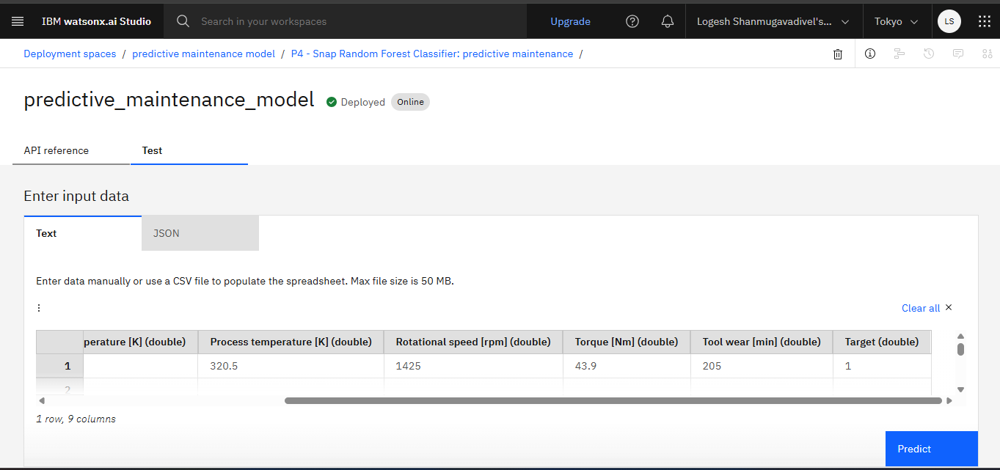 IBM watsonx.ai Studio
Search in your workspaces
Upgrade
Logesh Shanmugavadivel's...
Tokyo
LS
Deployment spaces / predictive maintenance model / P4 - Snap Random Forest Classifier: predictive maintenance /
predictive_maintenance_model
Deployed
Online
API reference
Test
Enter input data
Text
JSON
Enter data manually or use a CSV file to populate the spreadsheet. Max file size is 50 MB.
Clear all
perature [K] (double) Process temperature [K] (double) Rotational speed [rpm] (double) Torque [Nm] (double) Tool wear [min] (double) Target (double)
1 320.5 1425 43.9 205 1
2
1 row, 9 columns
Predict